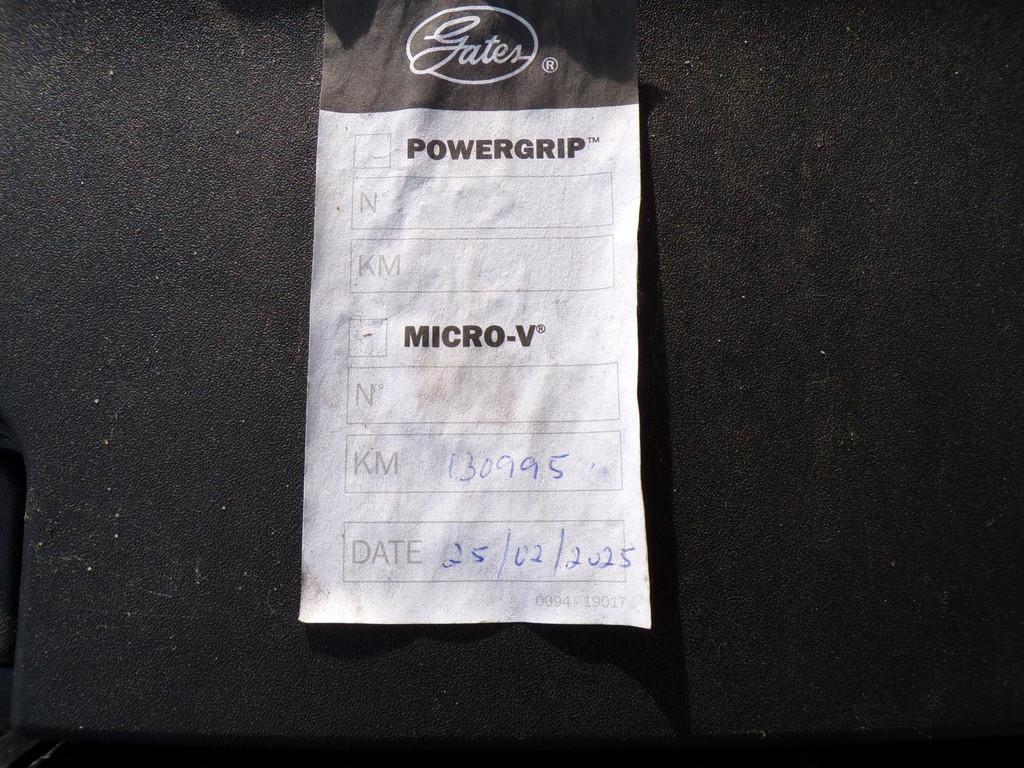 Gates ®
POWERGRIP™
N°
KM
MICRO-V®
N°
KM 130995
DATE 25/02/2025
0094-19017